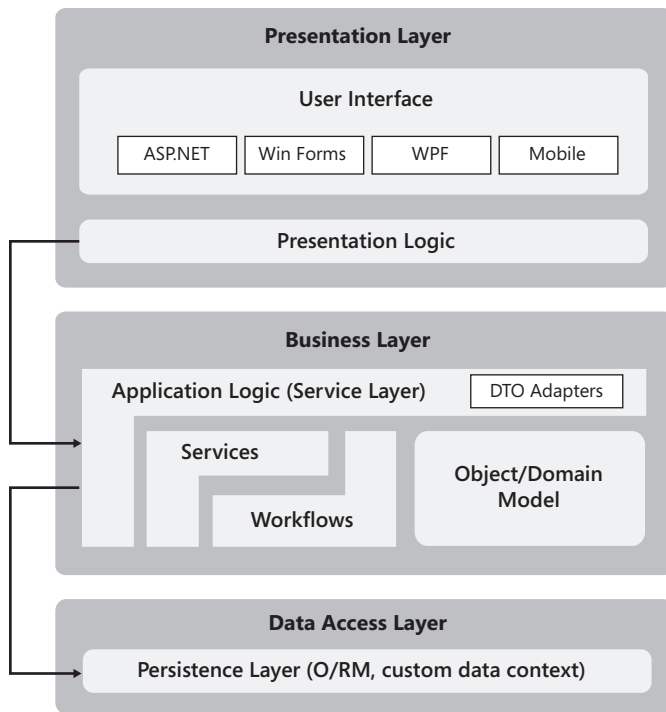 Presentation Layer
User Interface
ASP.NET
Win Forms
WPF
Mobile
Presentation Logic
Business Layer
Application Logic (Service Layer)
DTO Adapters
Services
Workflows
Object/Domain
Model
Data Access Layer
Persistence Layer (O/RM, custom data context)